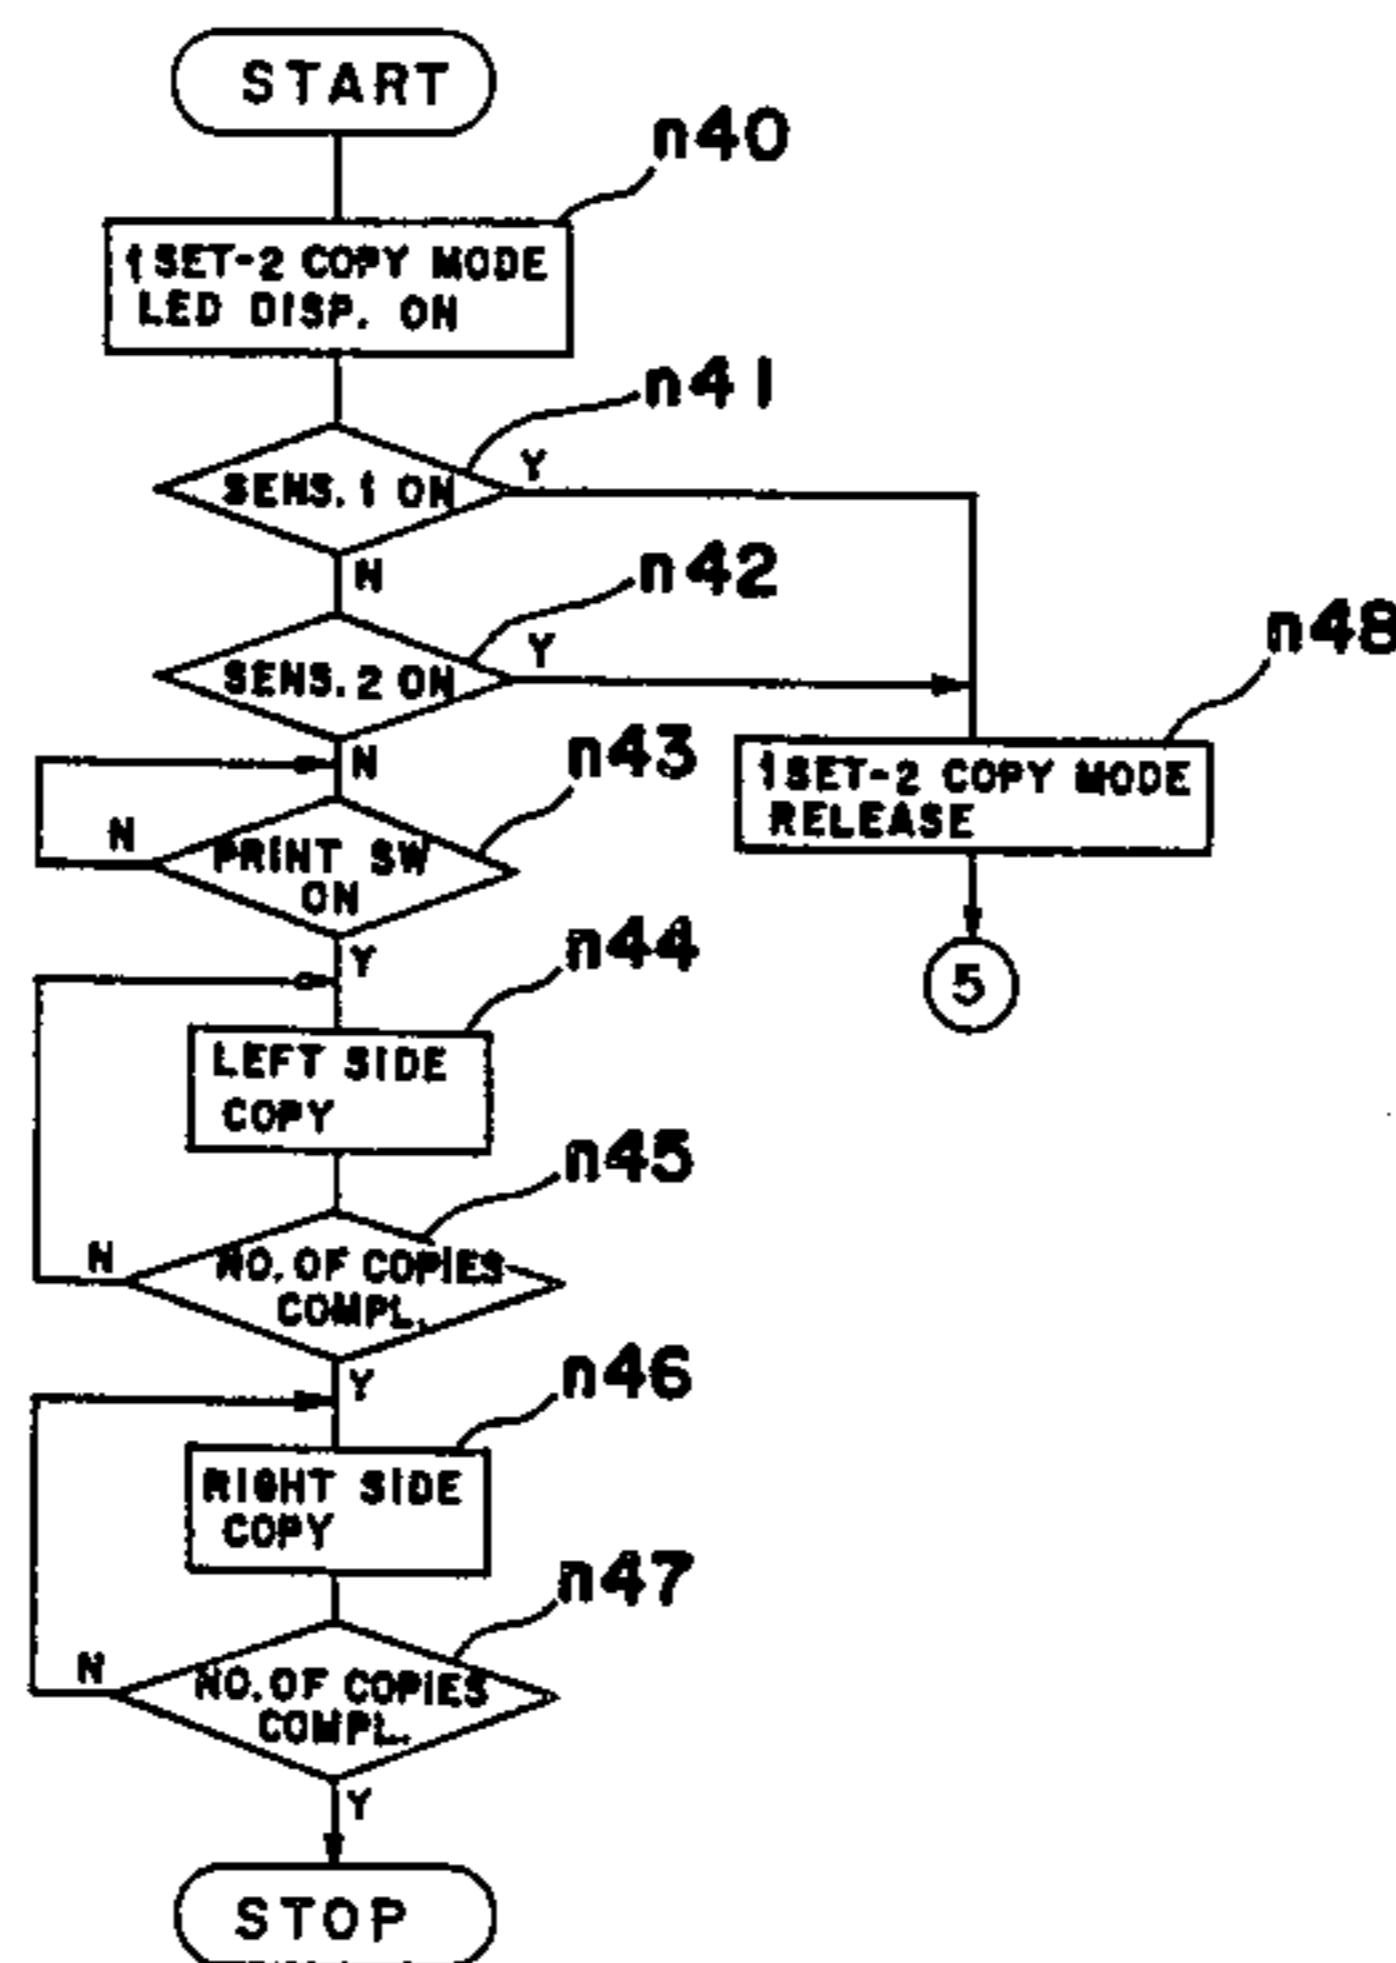 START
n40
1SET-2 COPY MODE
LED DISP. ON
n41
SENS. 1 ON
Y
N
n42
SENS. 2 ON
Y
N
n48
1SET-2 COPY MODE
RELEASE
5
n43
PRINT SW
ON
N
Y
n44
LEFT SIDE
COPY
n45
NO. OF COPIES
COMPL.
N
Y
n46
RIGHT SIDE
COPY
n47
NO. OF COPIES
COMPL.
N
Y
STOP